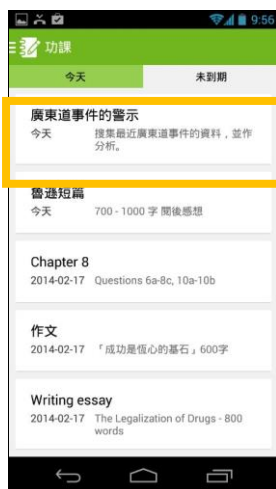 9:56
功課
今天
未到期
廣東道事件的警示
今天 搜集最近廣東道事件的資料，並作
分析。
魯遜短篇
今天 700 - 1000 字 閱後感想
Chapter 8
2014-02-17 Questions 6a-8c, 10a-10b
作文
2014-02-17 「成功是恆心的基石」600字
Writing essay
2014-02-17 The Legalization of Drugs - 800
words